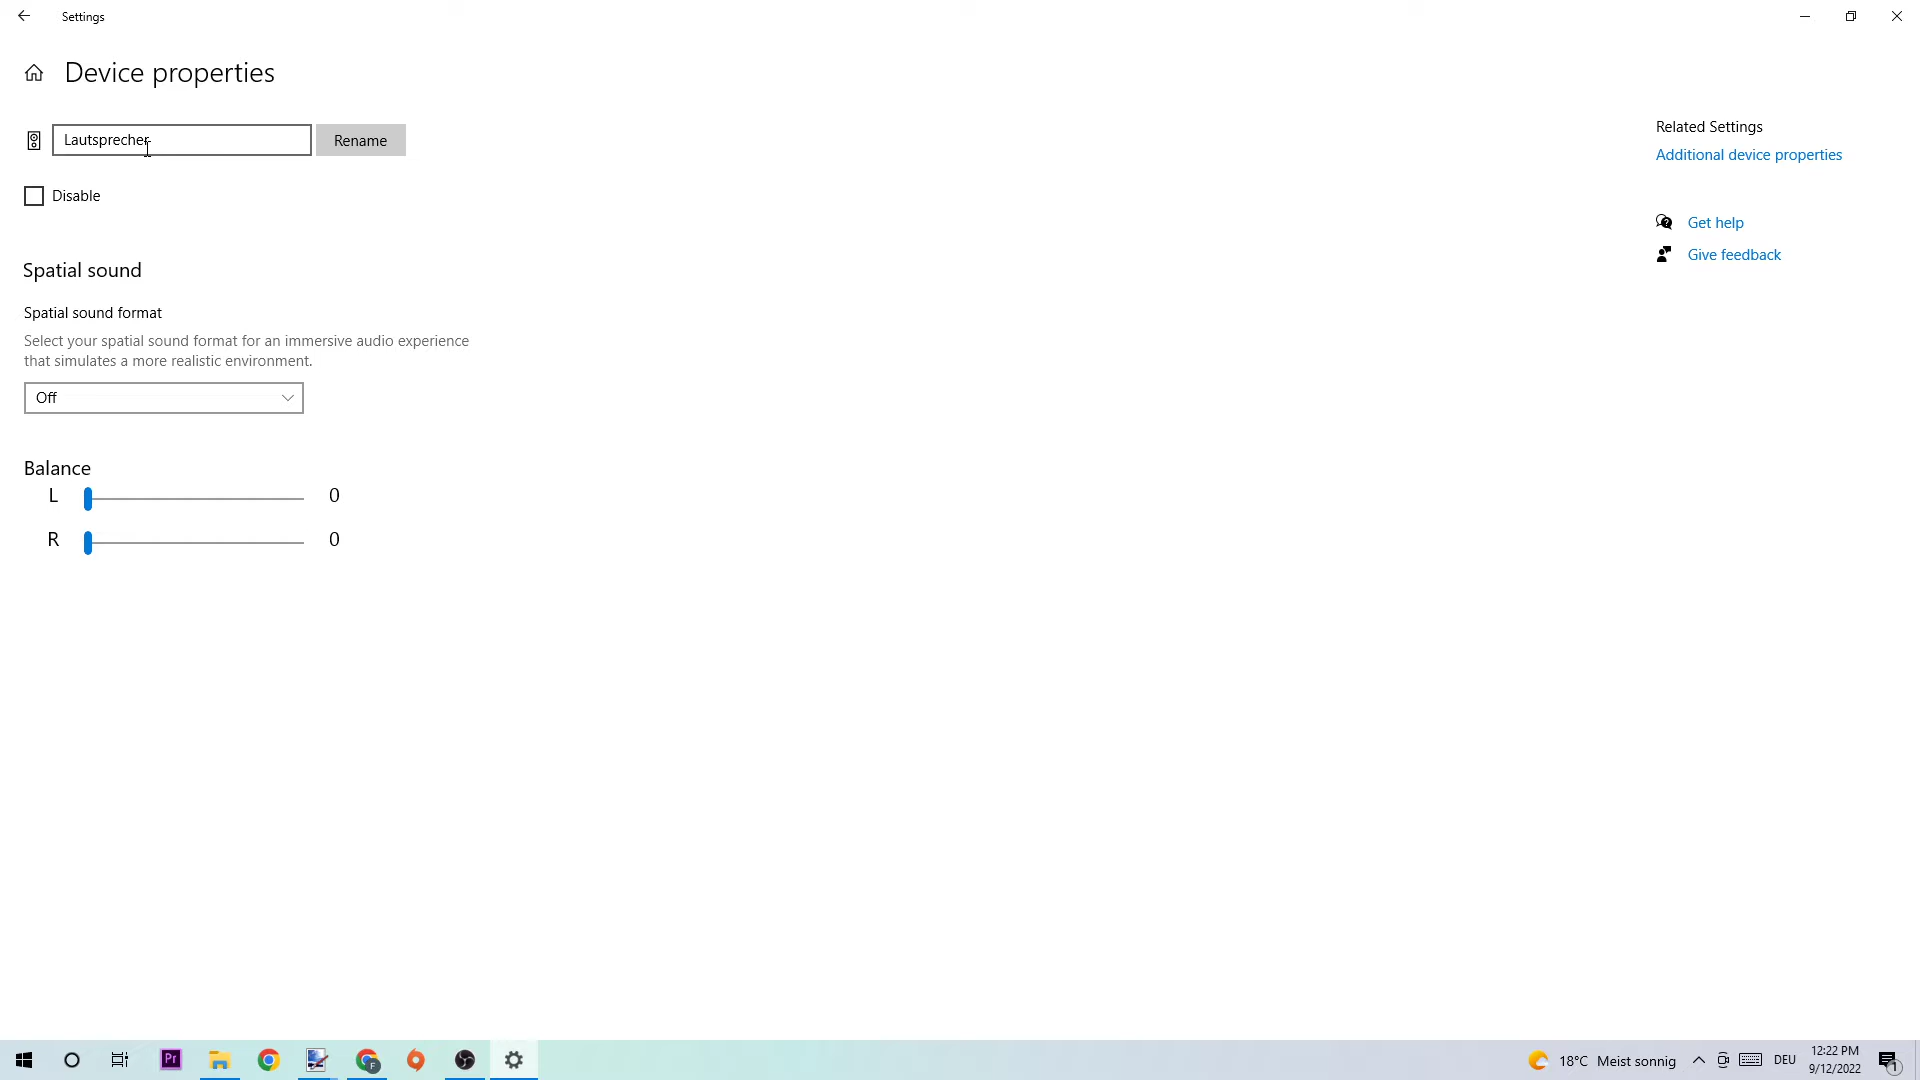 Settings
Device properties
Lautsprecher
Rename
Disable
Spatial sound
Spatial sound format
Select your spatial sound format for an immersive audio experience
that simulates a more realistic environment.
Off
Balance
L 0
R 0
Related Settings
Additional device properties
Get help
Give feedback
Pr
F
18°C Meist sonnig
DEU
12:22 PM
9/12/2022
1